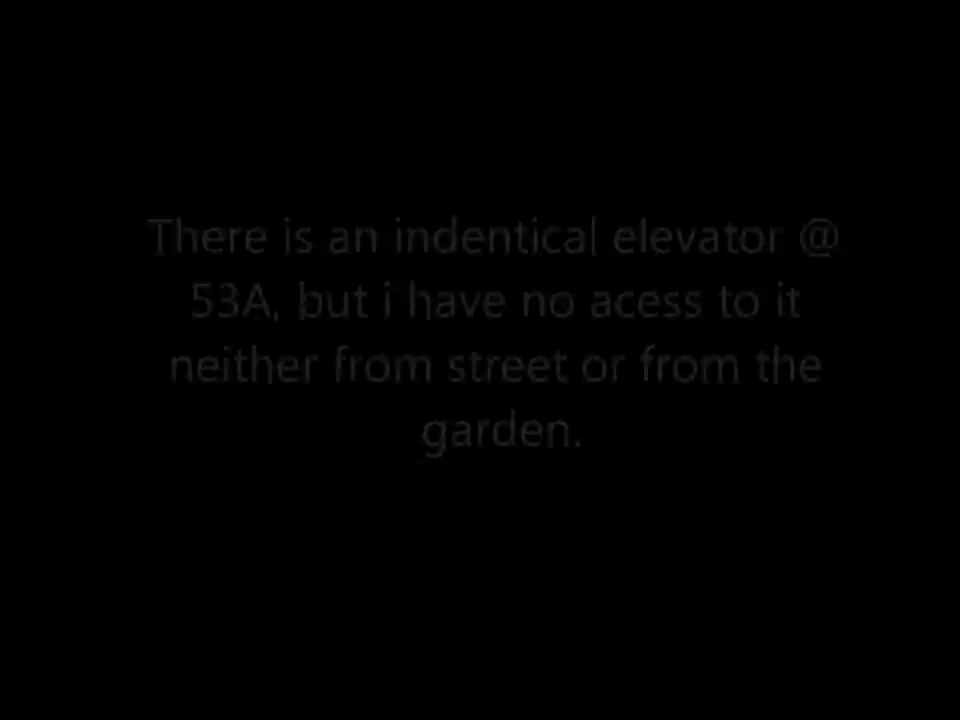 There is an indentical elevator @
53A, but i have no acess to it
neither from street or from the
garden.